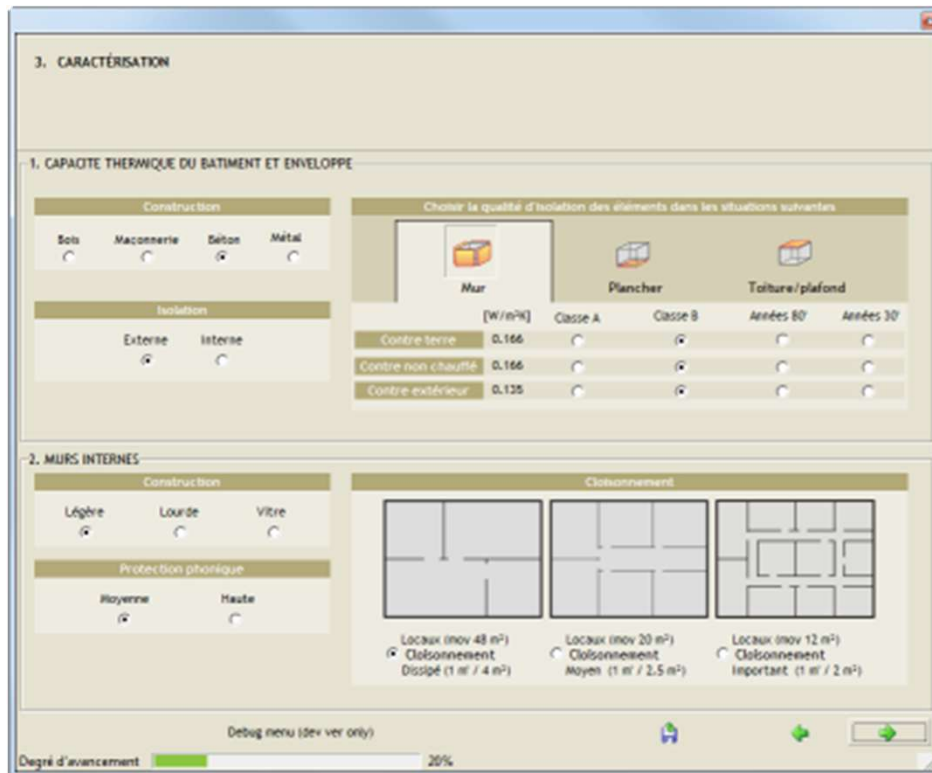 3. CARACTÉRISATION
1. CAPACITE THERMIQUE DU BATIMENT ET ENVELOPPE
Construction
Bois Maçonnerie Béton Métal
Isolation
Externe Interne
Choisir la qualité d'isolation des éléments dans les situations suivantes
Mur Plancher Toiture/plafond
[W/m²K] Classe A Classe B Années 80' Années 30'
Contre terre 0.166
Contre non chauffé 0.166
Contre extérieur 0.135
2. MURS INTERNES
Construction
Légère Lourde Vitre
Protection phonique
Moyenne Haute
Cloisonnement
Locaux (moy 48 m²)
Cloisonnement
Dissipé (1 m' / 4 m²)
Locaux (moy 20 m²)
Cloisonnement
Moyen (1 m' / 2.5 m²)
Locaux (moy 12 m²)
Cloisonnement
Important (1 m' / 2 m²)
Debug menu (dev ver only)
Degré d'avancement 20%